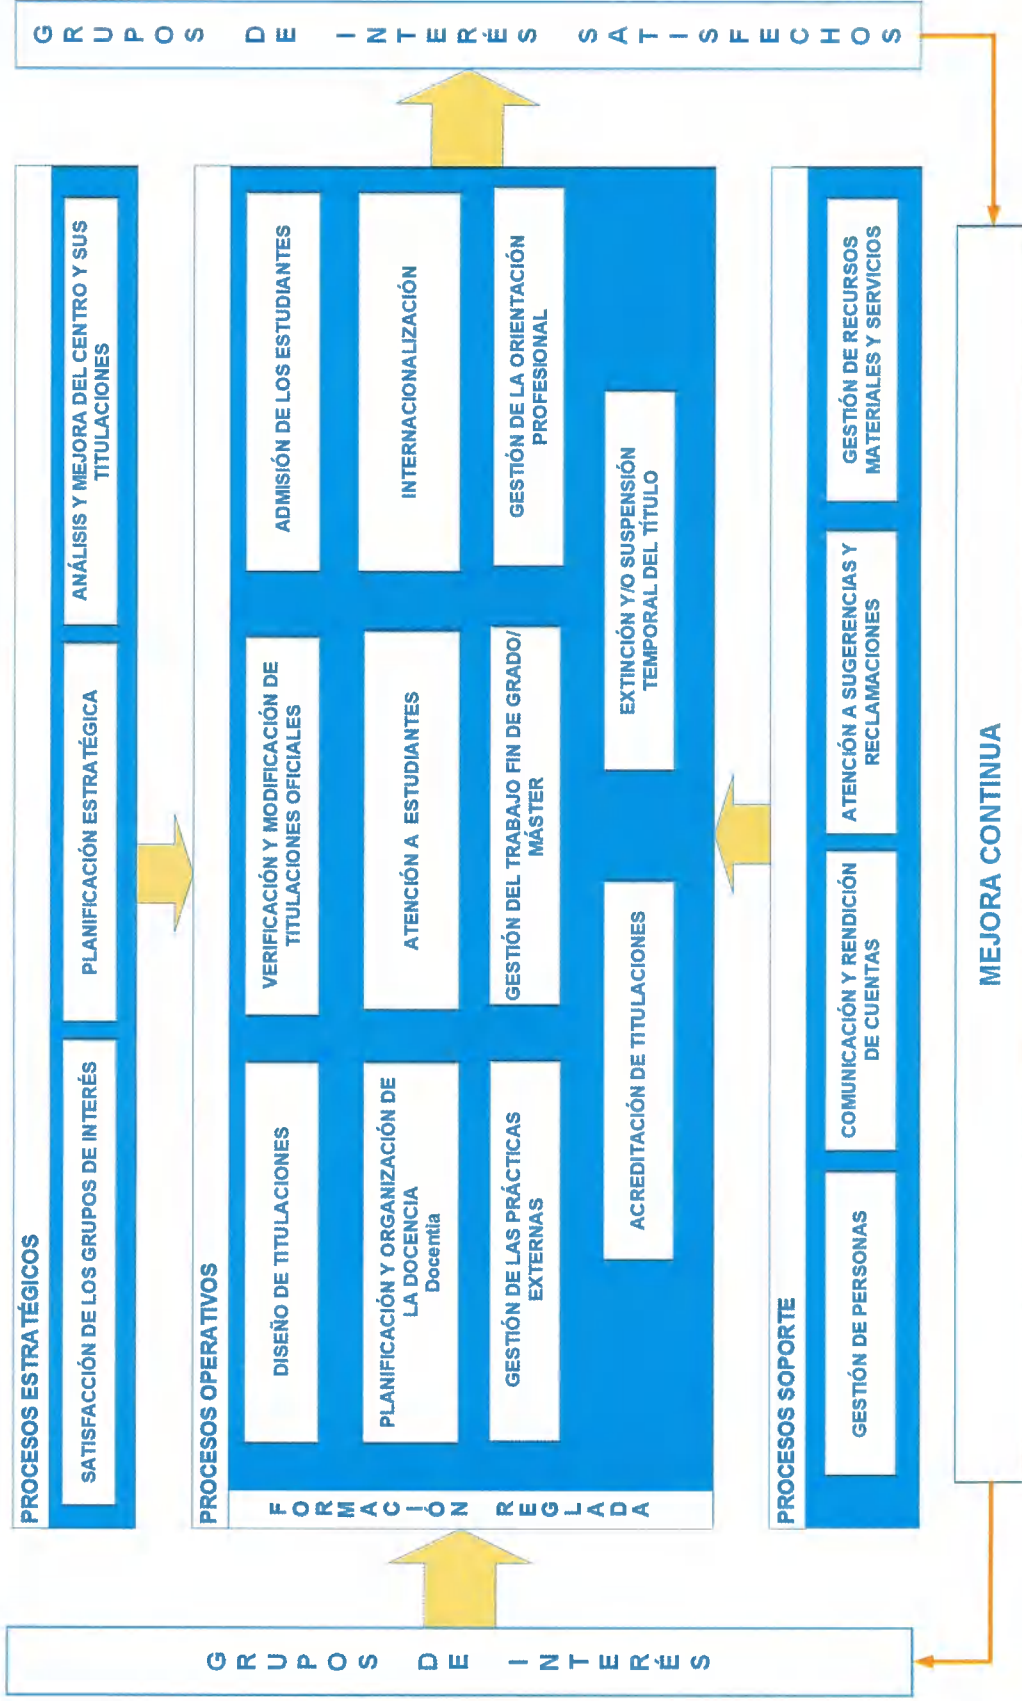 GRUPOS DE INTERÉS
PROCESOS ESTRATÉGICOS
SATISFACCIÓN DE LOS GRUPOS DE INTERÉS
PLANIFICACIÓN ESTRATÉGICA
ANÁLISIS Y MEJORA DEL CENTRO Y SUS
TITULACIONES
PROCESOS OPERATIVOS
FORMACIÓN REGLADA
DISEÑO DE TITULACIONES
VERIFICACIÓN Y MODIFICACIÓN DE
TITULACIONES OFICIALES
ADMISIÓN DE LOS ESTUDIANTES
PLANIFICACIÓN Y ORGANIZACIÓN DE
LA DOCENCIA
Docentia
ATENCIÓN A ESTUDIANTES
INTERNACIONALIZACIÓN
GESTIÓN DE LAS PRÁCTICAS
EXTERNAS
GESTIÓN DEL TRABAJO FIN DE GRADO/
MÁSTER
GESTIÓN DE LA ORIENTACIÓN
PROFESIONAL
ACREDITACIÓN DE TITULACIONES
EXTINCIÓN Y/O SUSPENSIÓN
TEMPORAL DEL TÍTULO
PROCESOS SOPORTE
GESTIÓN DE PERSONAS
COMUNICACIÓN Y RENDICIÓN
DE CUENTAS
ATENCIÓN A SUGERENCIAS Y
RECLAMACIONES
GESTIÓN DE RECURSOS
MATERIALES Y SERVICIOS
GRUPOS DE INTERÉS SATISFECHOS
MEJORA CONTINUA